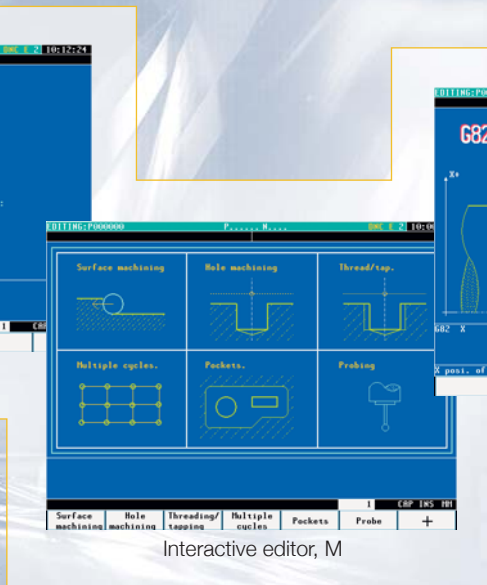 DNC E 2 10:12:24
EDITING:P00
G82
X+
:
EDITING:P000000 P...... N.... DNC E 2 10:0
Surface machining Hole machining Thread/tap.
Multiple cycles. Pockets. Probing
G82 X
X posi. of
1 CAP
1 CAP INS MM
Surface machining Hole machining Threading/ tapping Multiple cycles Pockets Probe +
Interactive editor, M